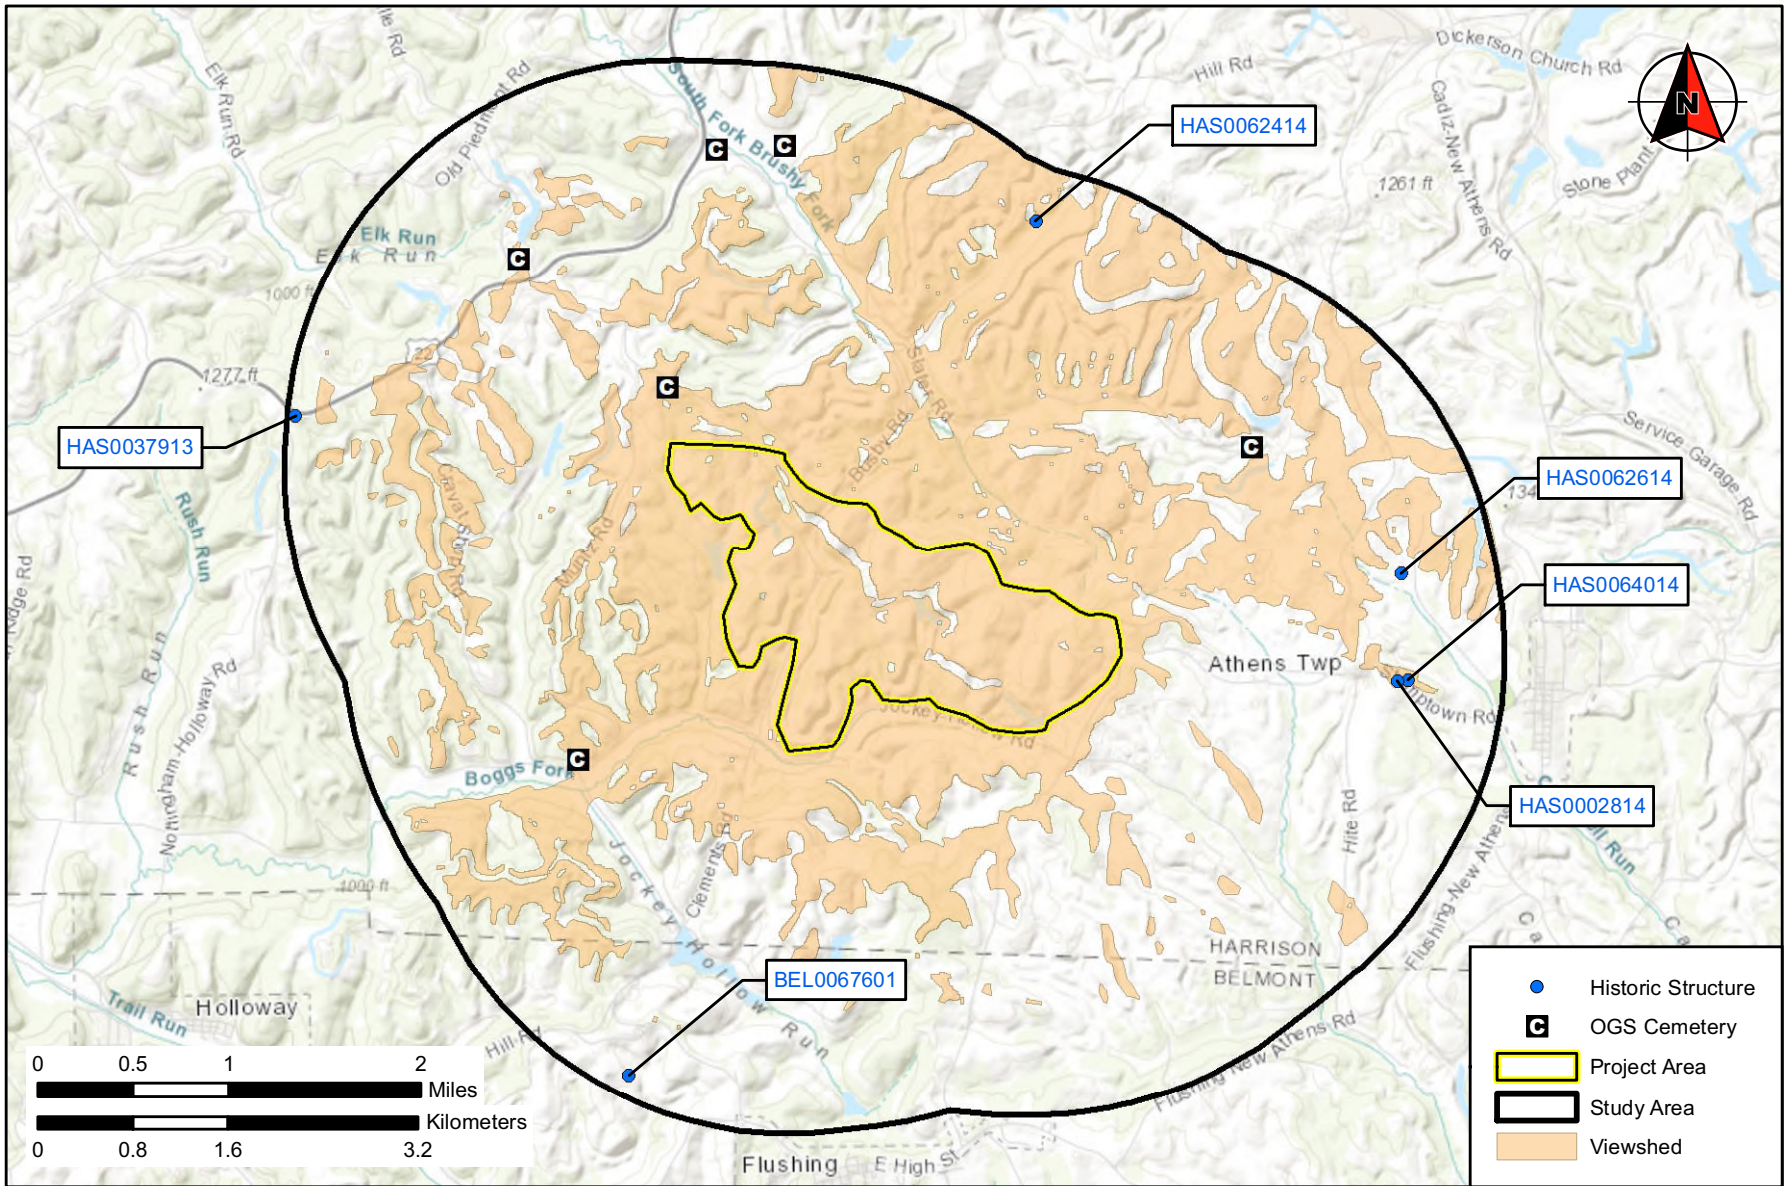 Elk Run Rd
Old Piedmont Rd
South Fork Brushy Fork
Hill Rd
Dickerson Church Rd
Cadiz-New Athens Rd
Stone Plant
1261 ft
N
HAS0062414
C
C
C
C
C
C
Elk Run
Elk Run
1000 ft
22
1277 ft
HAS0037913
Slater Rd
Busby Rd
Service Garage Rd
HAS0062614
134
HAS0064014
Rush Run
Rush Run
Muntz Rd
Ridge Rd
Nottingham-Holloway Rd
Athens Twp
Jockey-Hollow Rd
Boggs Fork
HAS0002814
Hite Rd
Clements Rd
Jockey Hollow Run
Flushing-New Athens
1000 ft
HARRISON
BELMONT
BEL0067601
Holloway
Trail Run
Hill Rd
Flushing New Athens Rd
Flushing
E High St
0 0.5 1 2
Miles
Kilometers
0 0.8 1.6 3.2
Historic Structure
C OGS Cemetery
Project Area
Study Area
Viewshed